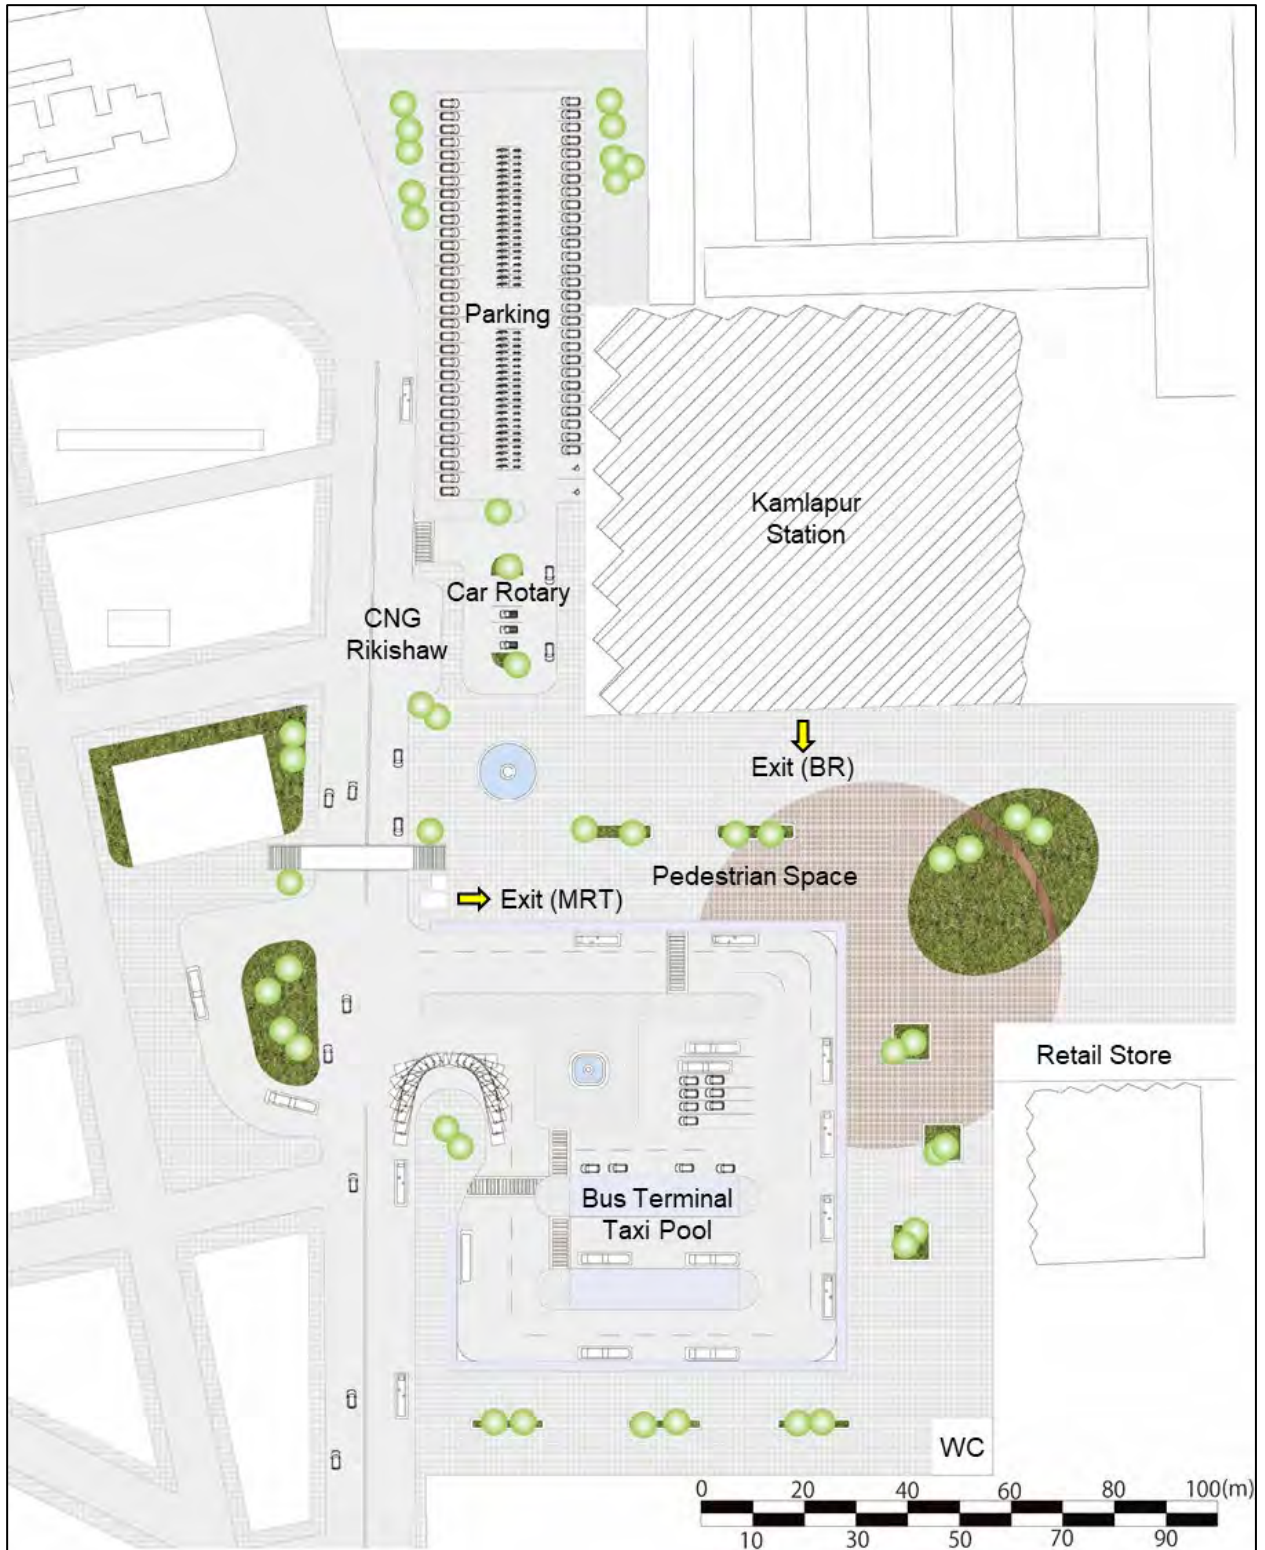 Parking
Kamlapur
Station
Car Rotary
CNG
Rikishaw
Exit (BR)
Pedestrian Space
Exit (MRT)
Retail Store
Bus Terminal
Taxi Pool
WC
0 20 40 60 80 100(m)
10 30 50 70 90